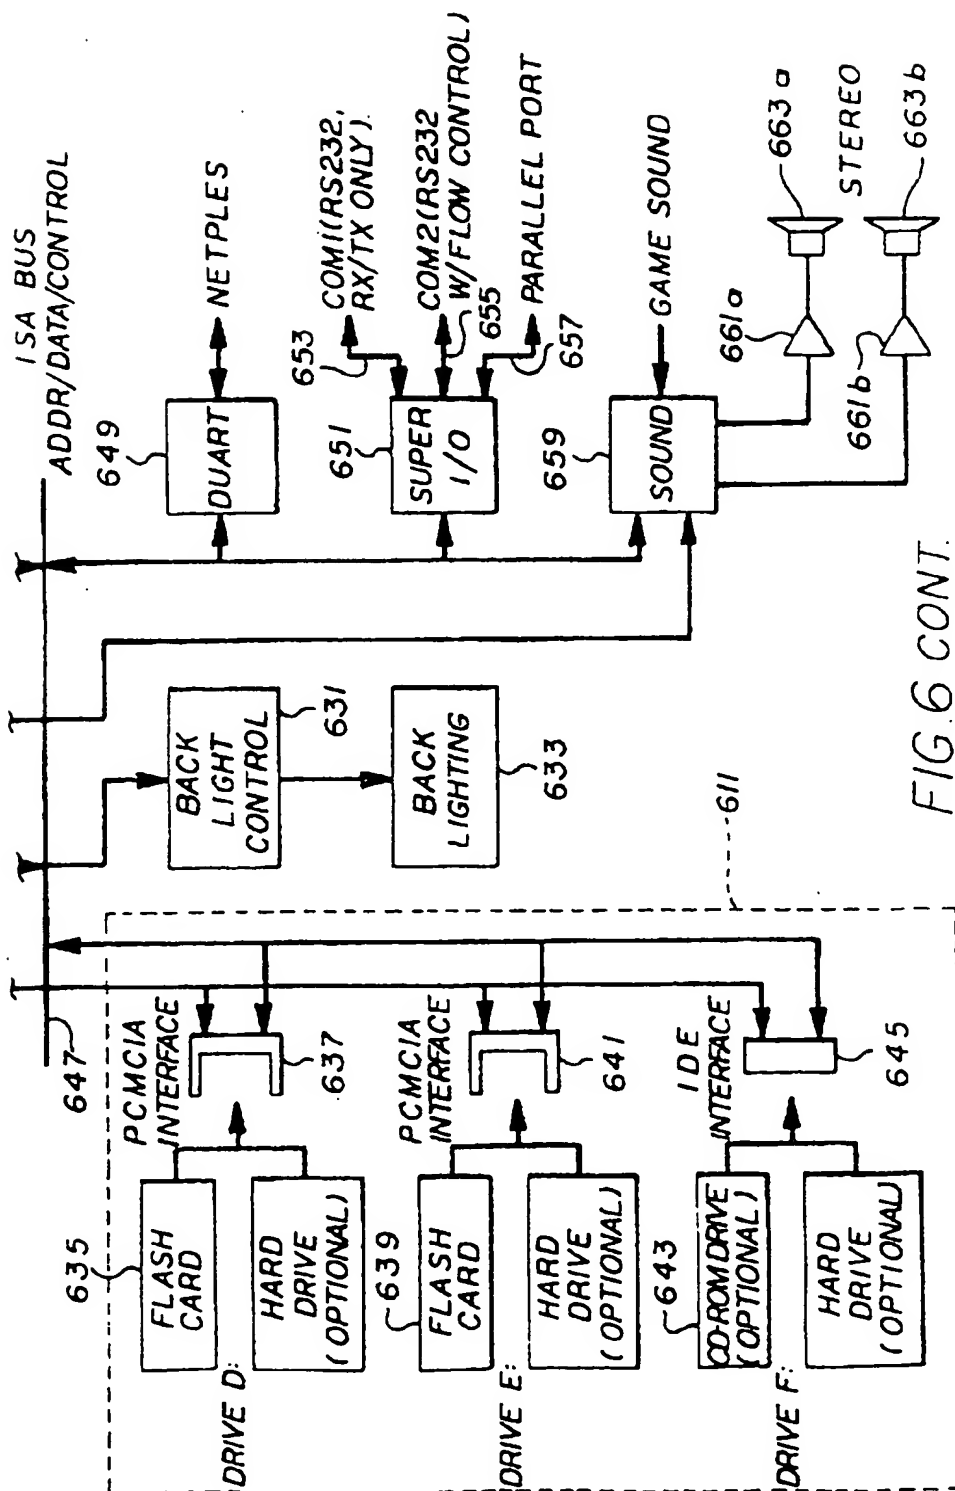 ISA BUS
ADDR/DATA/CONTROL
647
DRIVE D:
635
FLASH
CARD
HARD
DRIVE
(OPTIONAL)
PCMCIA
INTERFACE
637
DRIVE E:
639
FLASH
CARD
HARD
DRIVE
(OPTIONAL)
PCMCIA
INTERFACE
641
DRIVE F:
643
CD-ROM DRIVE
(OPTIONAL)
HARD
DRIVE
(OPTIONAL)
IDE
INTERFACE
645
611
BACK
LIGHT
CONTROL
631
BACK
LIGHTING
633
649
DUART
NETPLES
651
SUPER
I/O
653
COM1(RS232,
RX/TX ONLY).
COM2(RS232
W/FLOW CONTROL)
655
PARALLEL PORT
657
659
SOUND
GAME SOUND
661a
663a
STEREO
661b
663b
FIG.6 CONT.